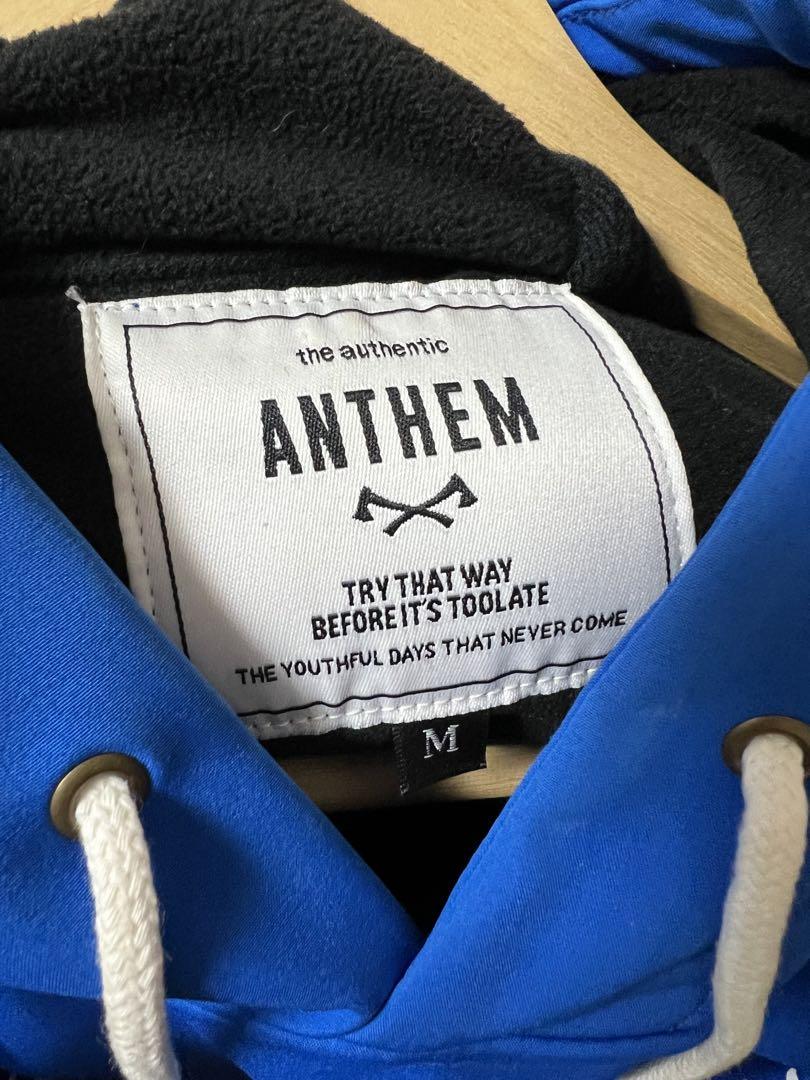 the authentic
ANTHEM
TRY THAT WAY
BEFORE IT'S TOOLATE
THE YOUTHFUL DAYS THAT NEVER COME
M